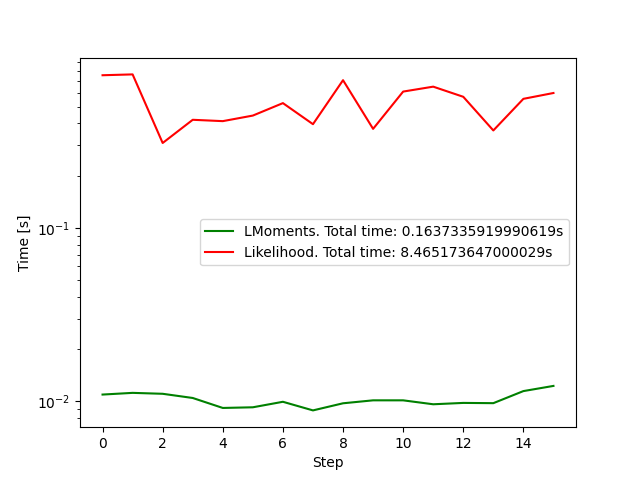 10⁻¹
10⁻²
Time [s]
LMoments. Total time: 0.1637335919990619s
Likelihood. Total time: 8.465173647000029s
0 2 4 6 8 10 12 14
Step